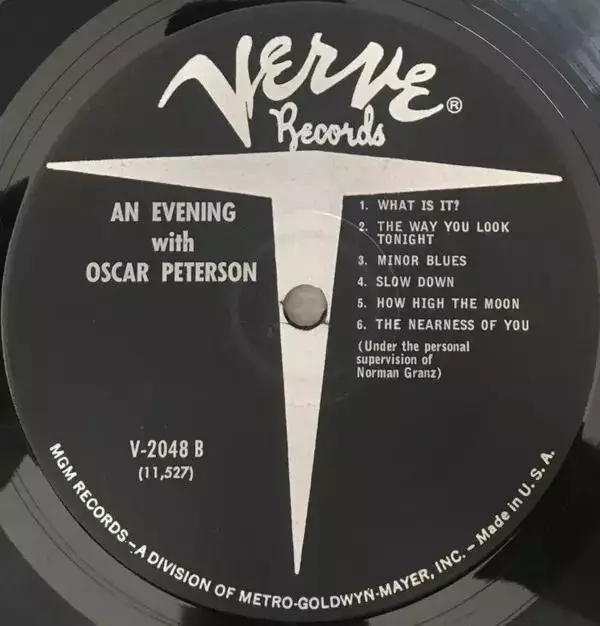 VERVE ®
Records
AN EVENING
with
OSCAR PETERSON
1. WHAT IS IT?
2. THE WAY YOU LOOK
TONIGHT
3. MINOR BLUES
4. SLOW DOWN
5. HOW HIGH THE MOON
6. THE NEARNESS OF YOU
(Under the personal
supervision of
Norman Granz)
V-2048 B
(11,527)
MGM RECORDS – A DIVISION OF METRO-GOLDWYN-MAYER, INC. – Made in U. S. A.